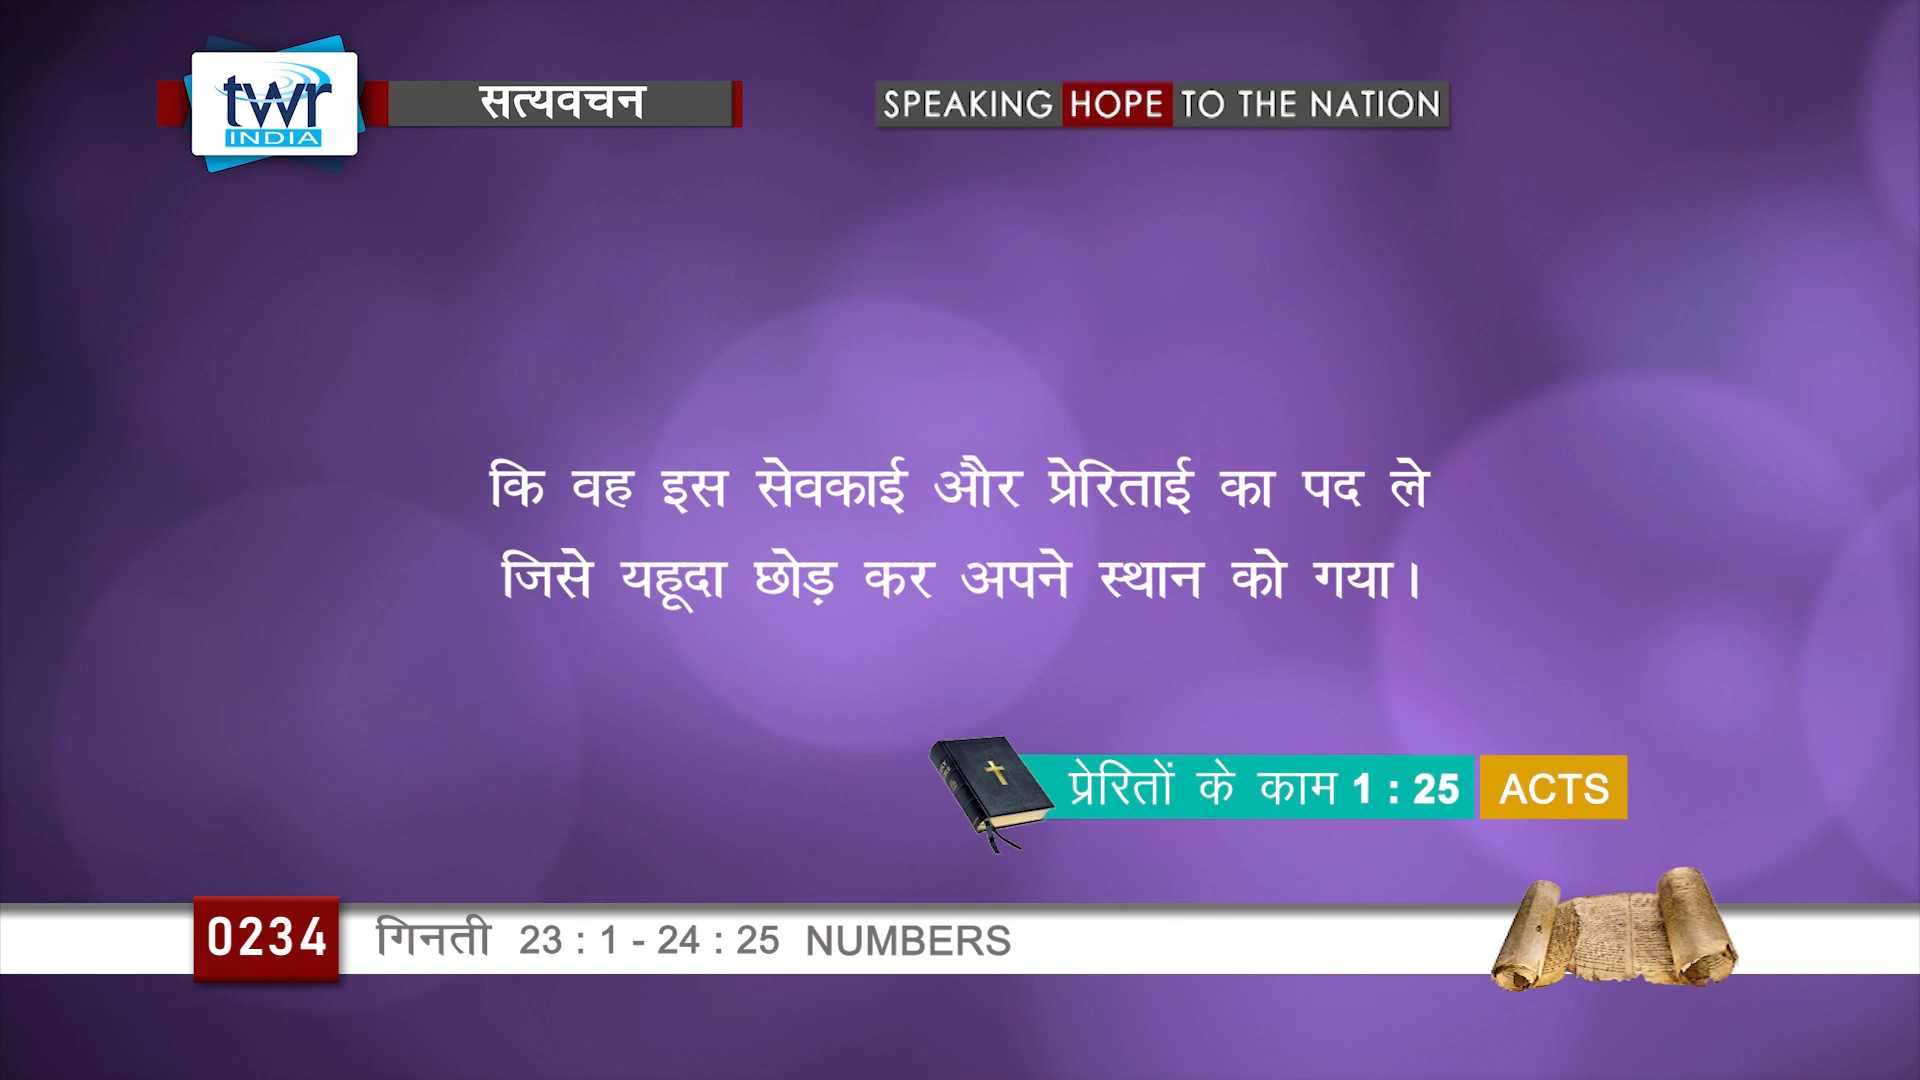 twr
INDIA
सत्यवचन
SPEAKING HOPE TO THE NATION
कि वह इस सेवकाई और प्रेरिताई का पद ले
जिसे यहूदा छोड़ कर अपने स्थान को गया।
प्रेरितों के काम 1 : 25 ACTS
0234 गिनती 23 : 1 - 24 : 25 NUMBERS